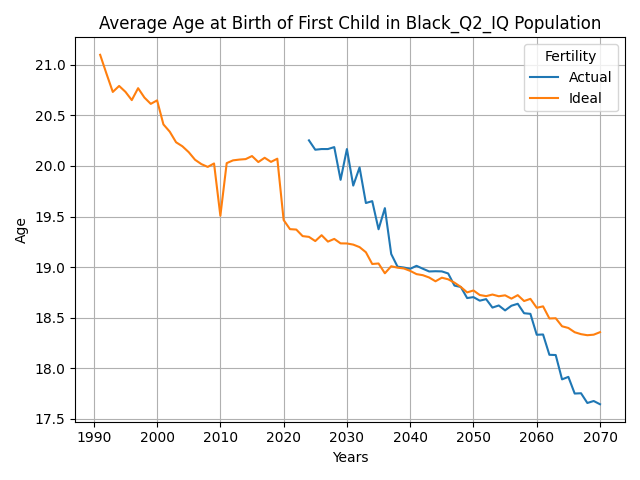 Average Age at Birth of First Child in Black_Q2_IQ Population
Fertility
Actual
Ideal
21.0
20.5
20.0
19.5
19.0
18.5
18.0
17.5
Age
1990 2000 2010 2020 2030 2040 2050 2060 2070
Years